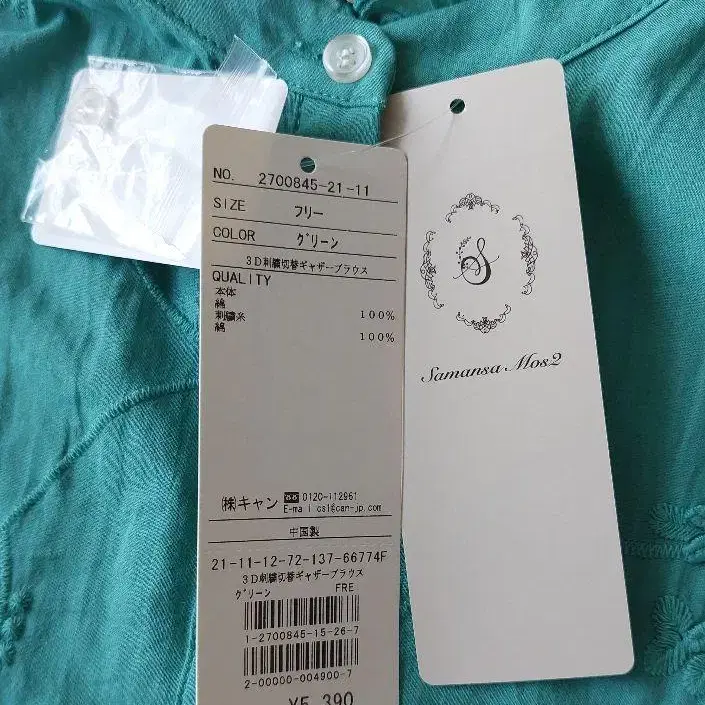 NO. 2700845-21-11
SIZE フリー
COLOR グリーン
3D刺繍切替ギャザーブラウス
QUALITY
本体
綿 100%
刺繍糸
綿 100%
(株)キャン 0120-112961
E-mail csl@can-jp.com
中国製
21-11-12-72-137-66774F
3D刺繍切替ギャザーブラウス
グリーン FRE
1-2700845-15-26-7
2-00000-004900-7
¥5,390
S
Samansa Mos2